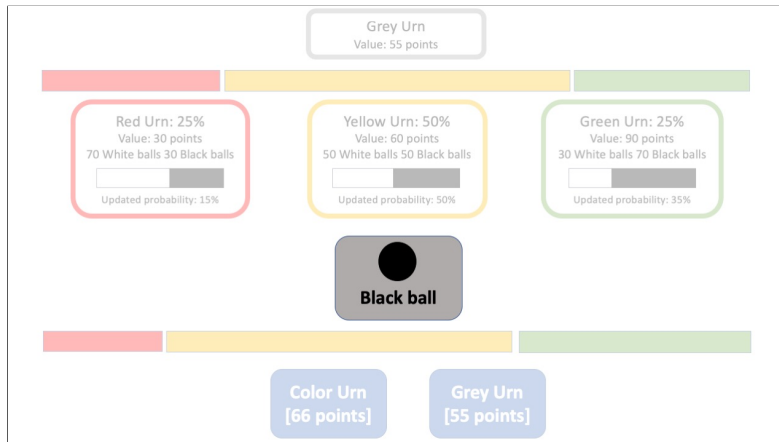 Grey Urn
Value: 55 points
Red Urn: 25%
Value: 30 points
70 White balls 30 Black balls
Updated probability: 15%
Yellow Urn: 50%
Value: 60 points
50 White balls 50 Black balls
Updated probability: 50%
Green Urn: 25%
Value: 90 points
30 White balls 70 Black balls
Updated probability: 35%
Black ball
Color Urn
[66 points]
Grey Urn
[55 points]